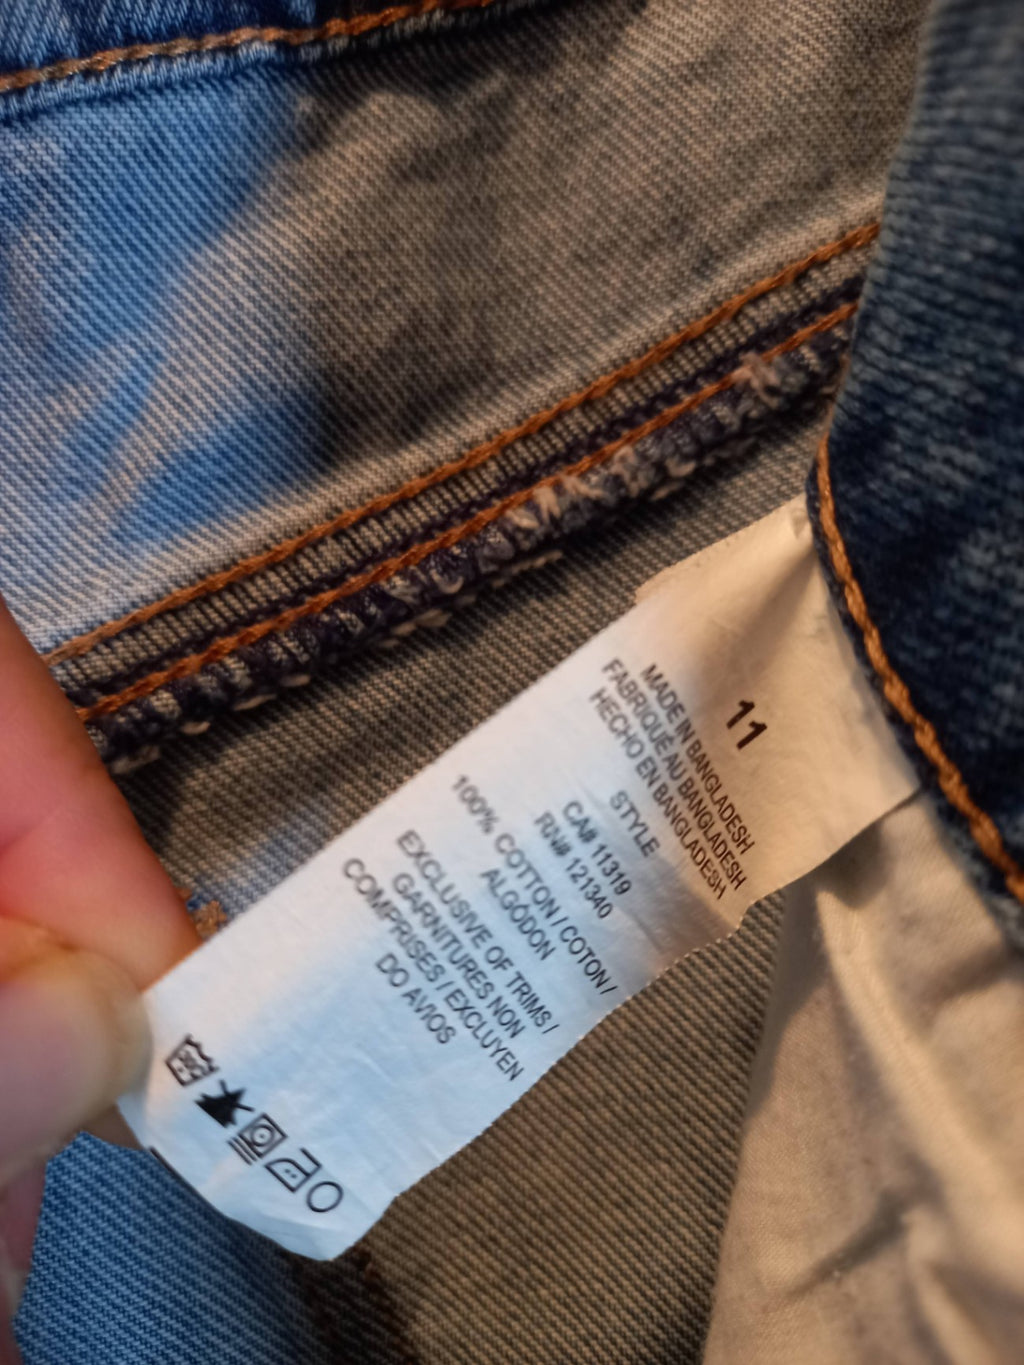 11
MADE IN BANGLADESH
FABRIQUÉ AU BANGLADESH
HECHO EN BANGLADESH
STYLE
CA# 11319
RN# 121340
100% COTTON / COTON /
ALGODON
EXCLUSIVE OF TRIMS /
GARNITURES NON
COMPRISES / EXCLUYEN
DO AVIOS